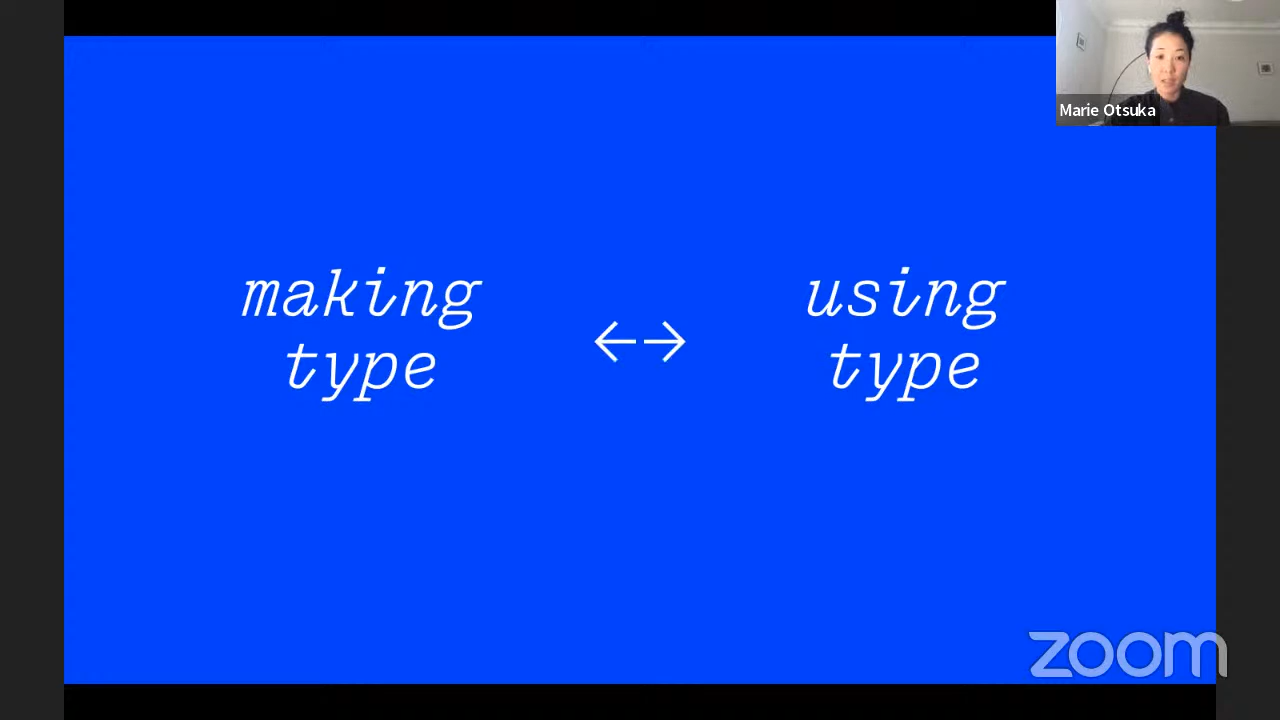 Marie Otsuka
making
type
←→
using
type
zoom